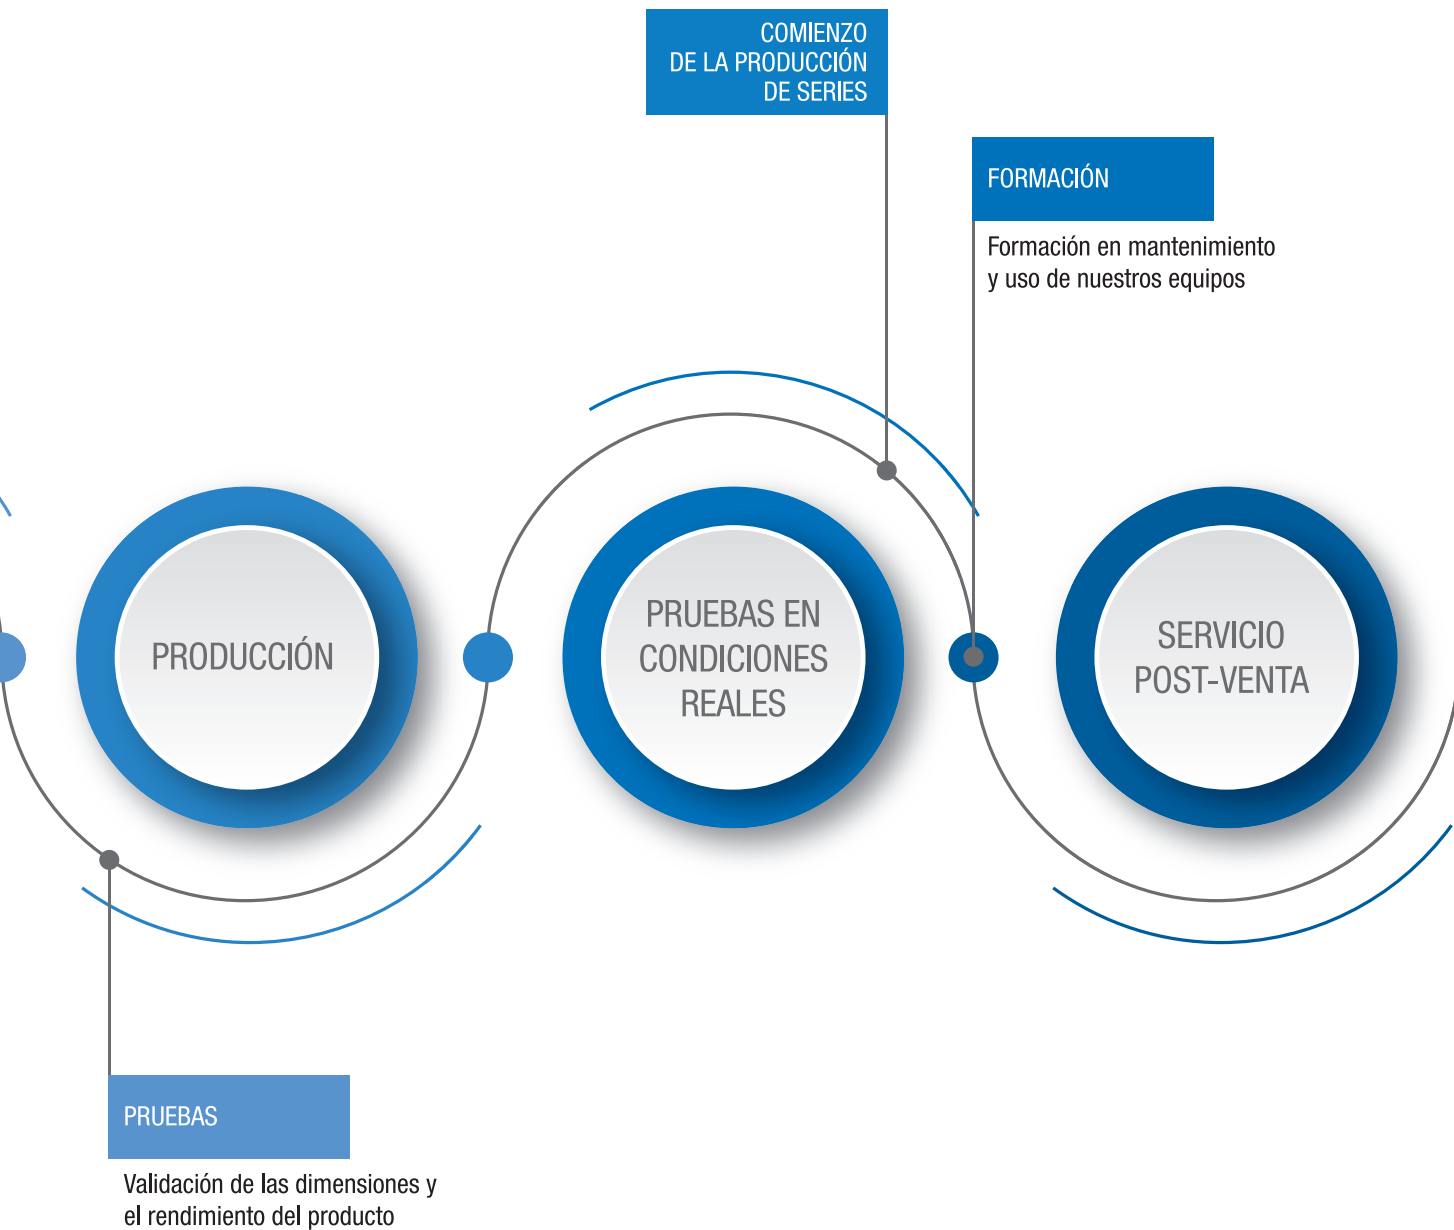 COMIENZO
DE LA PRODUCCIÓN
DE SERIES
FORMACIÓN
Formación en mantenimiento
y uso de nuestros equipos
PRODUCCIÓN
PRUEBAS EN
CONDICIONES
REALES
SERVICIO
POST-VENTA
PRUEBAS
Validación de las dimensiones y
el rendimiento del producto